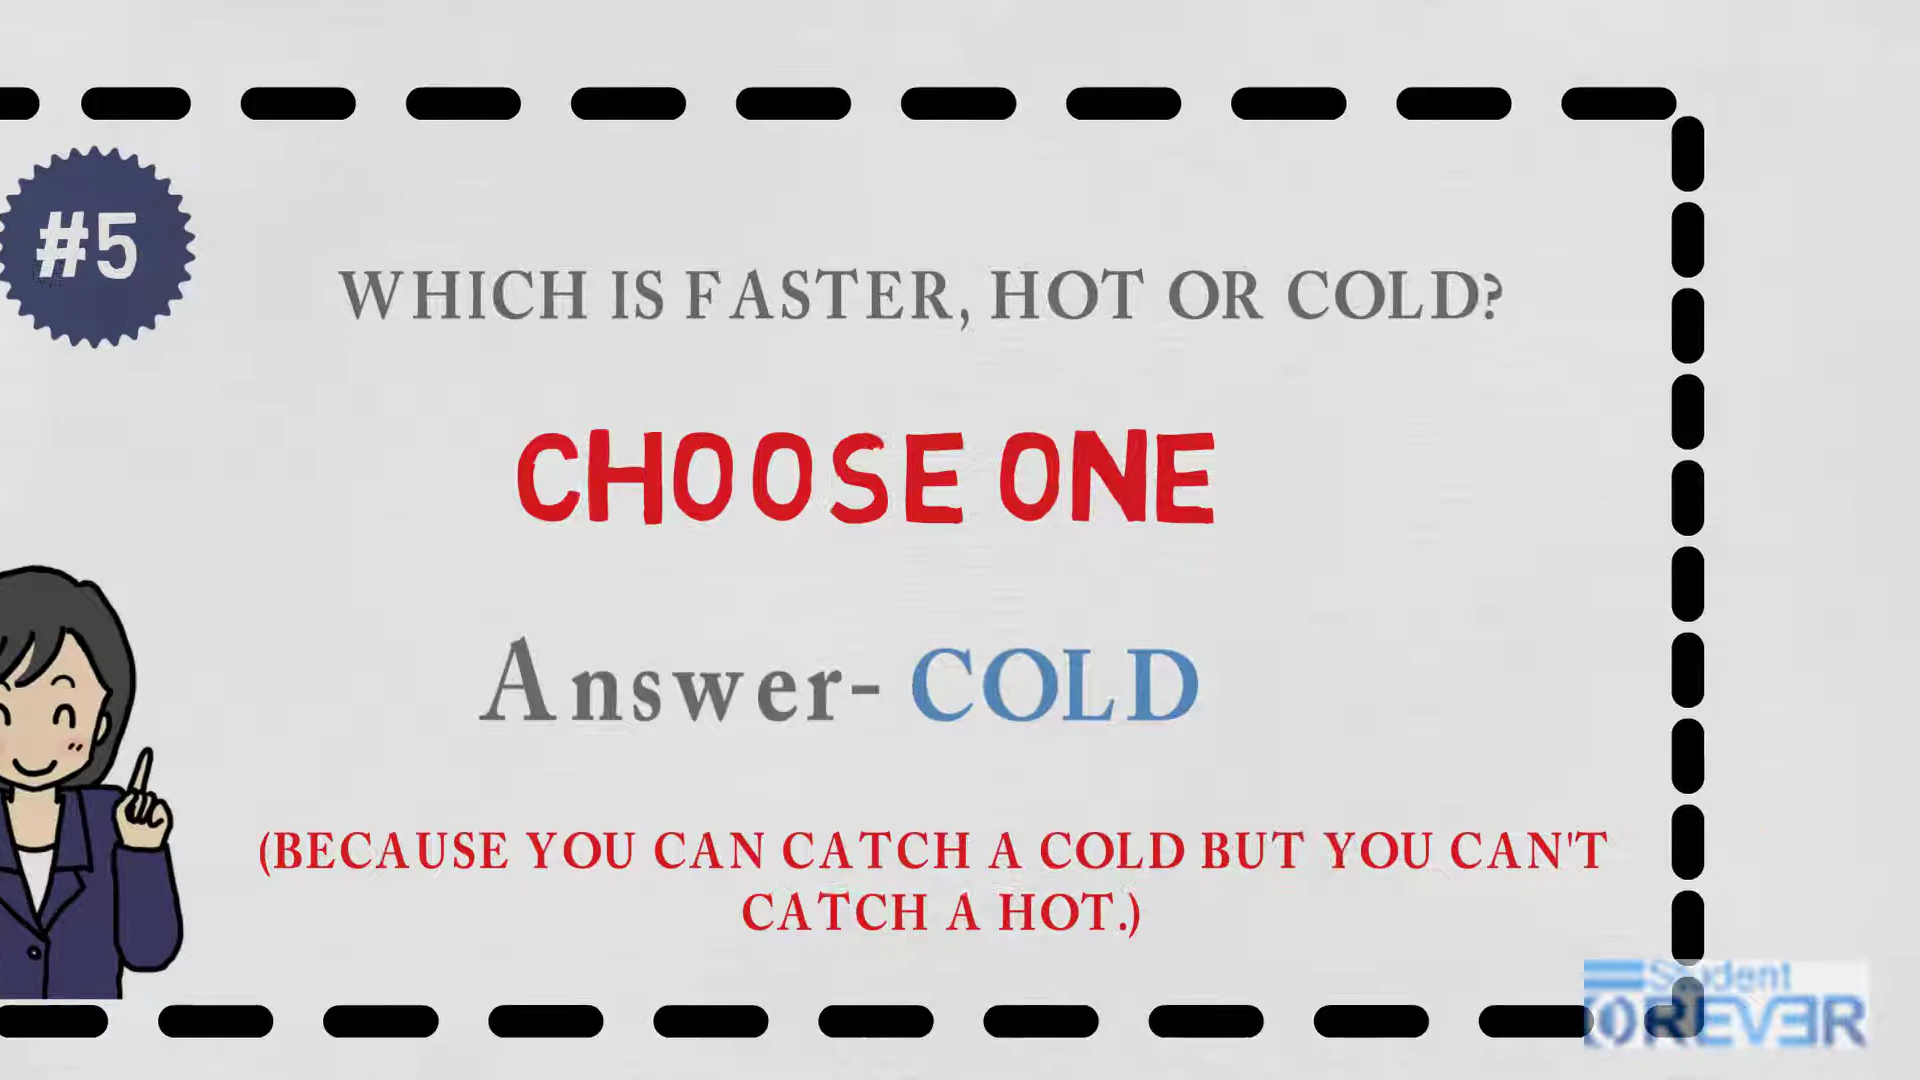 #5
WHICH IS FASTER, HOT OR COLD?
CHOOSE ONE
Answer- COLD
(BECAUSE YOU CAN CATCH A COLD BUT YOU CAN'T
CATCH A HOT.)
Student
FOREVER